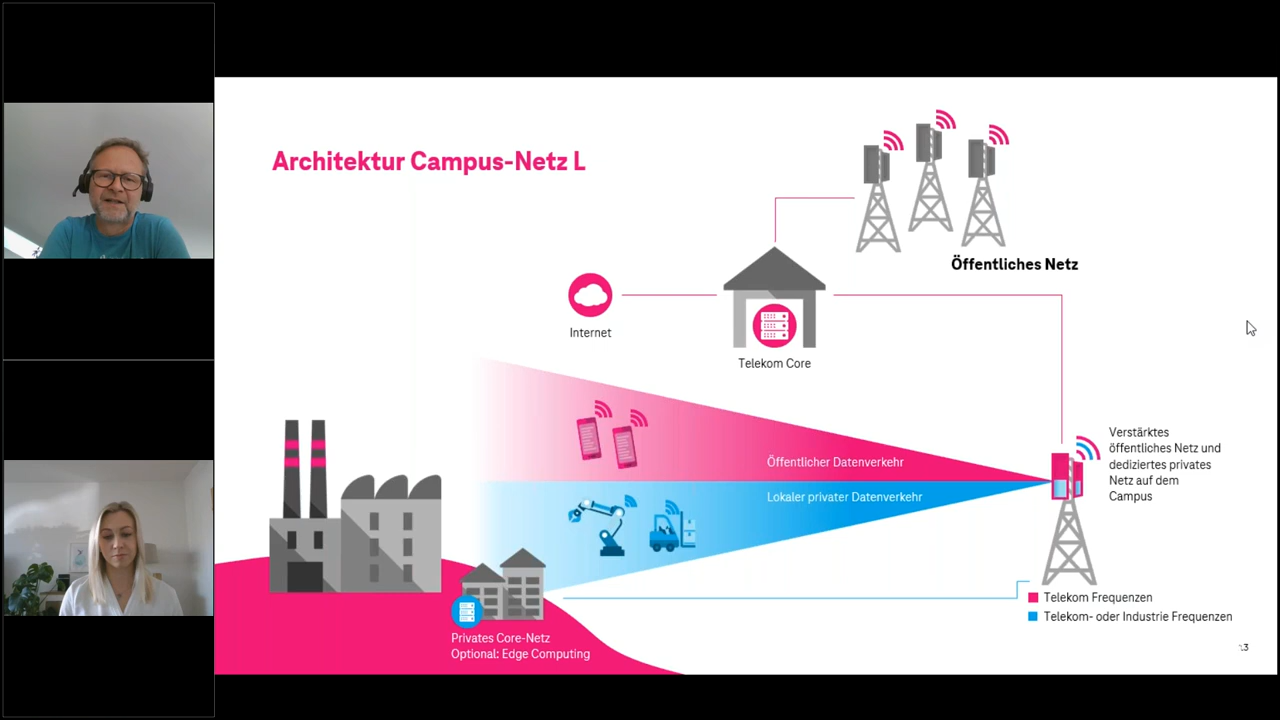 Architektur Campus-Netz L
Öffentliches Netz
Internet
Telekom Core
Öffentlicher Datenverkehr
Lokaler privater Datenverkehr
Verstärktes
öffentliches Netz und
dediziertes privates
Netz auf dem
Campus
Privates Core-Netz
Optional: Edge Computing
Telekom Frequenzen
Telekom- oder Industrie Frequenzen